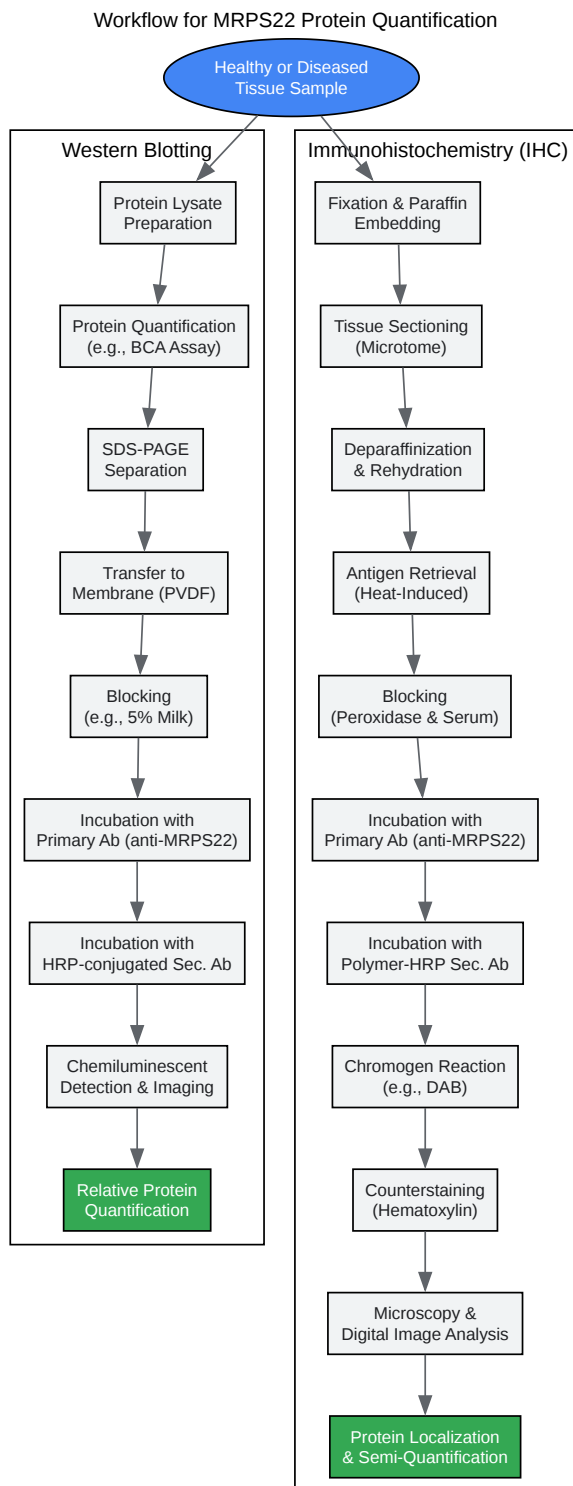 Workflow for MRPS22 Protein Quantification
Healthy or Diseased
Tissue Sample
Western Blotting
Protein Lysate
Preparation
Protein Quantification
(e.g., BCA Assay)
SDS-PAGE
Separation
Transfer to
Membrane (PVDF)
Blocking
(e.g., 5% Milk)
Incubation with
Primary Ab (anti-MRPS22)
Incubation with
HRP-conjugated Sec. Ab
Chemiluminescent
Detection & Imaging
Relative Protein
Quantification
Immunohistochemistry (IHC)
Fixation & Paraffin
Embedding
Tissue Sectioning
(Microtome)
Deparaffinization
& Rehydration
Antigen Retrieval
(Heat-Induced)
Blocking
(Peroxidase & Serum)
Incubation with
Primary Ab (anti-MRPS22)
Incubation with
Polymer-HRP Sec. Ab
Chromogen Reaction
(e.g., DAB)
Counterstaining
(Hematoxylin)
Microscopy &
Digital Image Analysis
Protein Localization
& Semi-Quantification